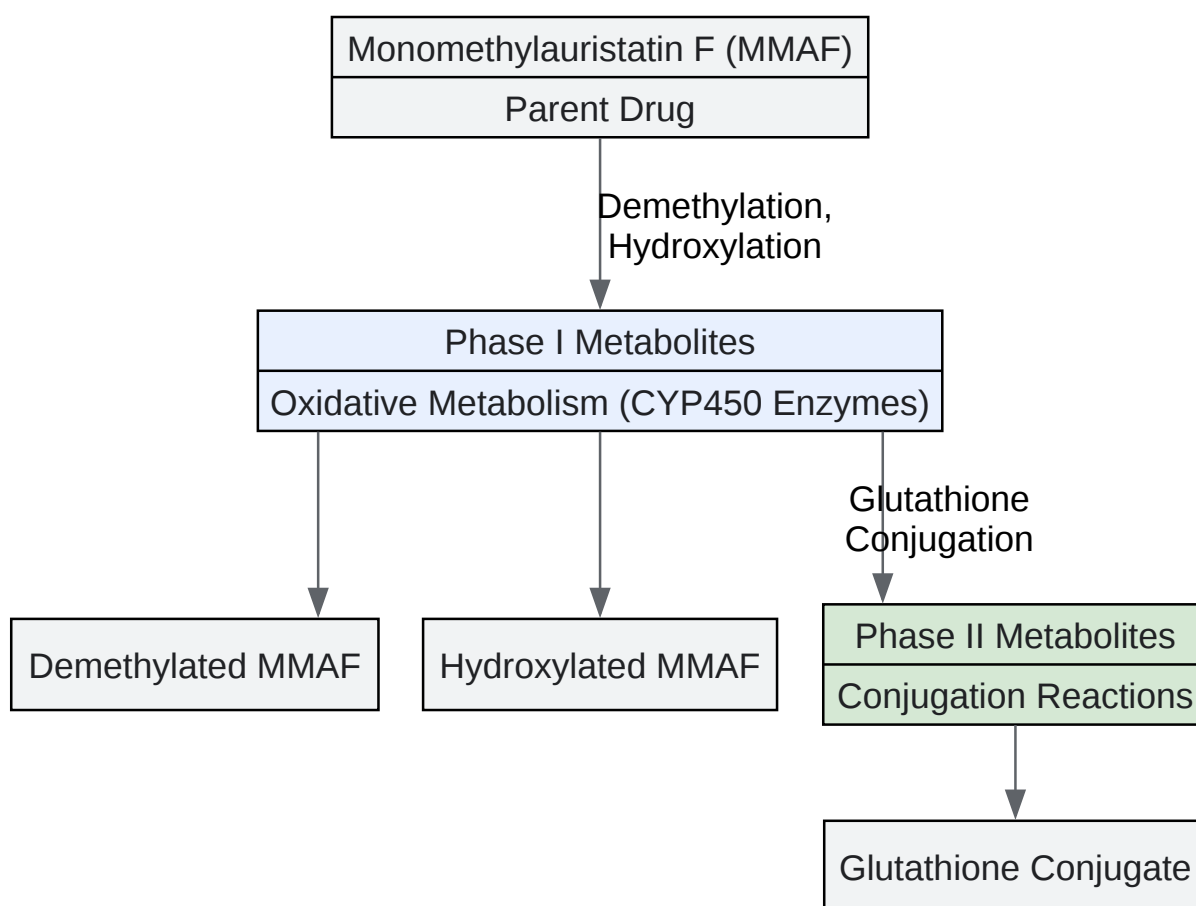 Monomethylauristatin F (MMAF)
Parent Drug
Demethylation,
Hydroxylation
Phase I Metabolites
Oxidative Metabolism (CYP450 Enzymes)
Glutathione
Conjugation
Demethylated MMAF
Hydroxylated MMAF
Phase II Metabolites
Conjugation Reactions
Glutathione Conjugate